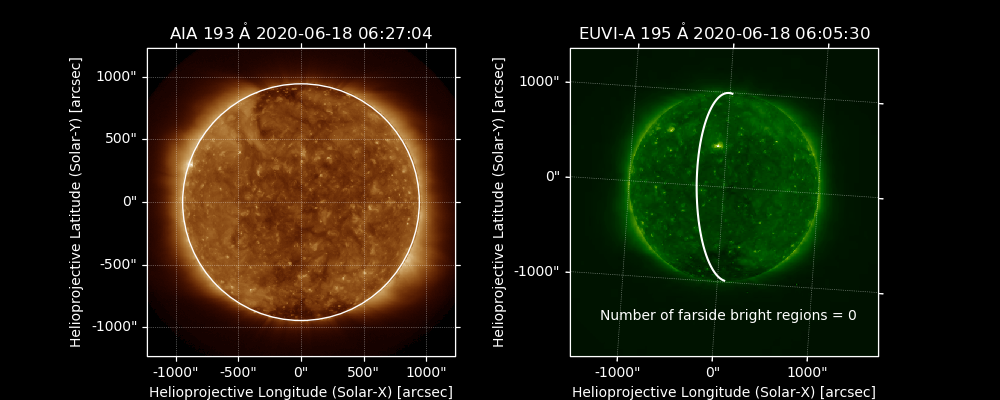 AIA 193 Å 2020-06-18 06:27:04
Helioprojective Latitude (Solar-Y) [arcsec]
1000"
500"
0"
-500"
-1000"
-1000" -500" 0" 500" 1000"
Helioprojective Longitude (Solar-X) [arcsec]
EUVI-A 195 Å 2020-06-18 06:05:30
Helioprojective Latitude (Solar-Y) [arcsec]
1000"
0"
-1000"
Number of farside bright regions = 0
-1000" 0" 1000"
Helioprojective Longitude (Solar-X) [arcsec]